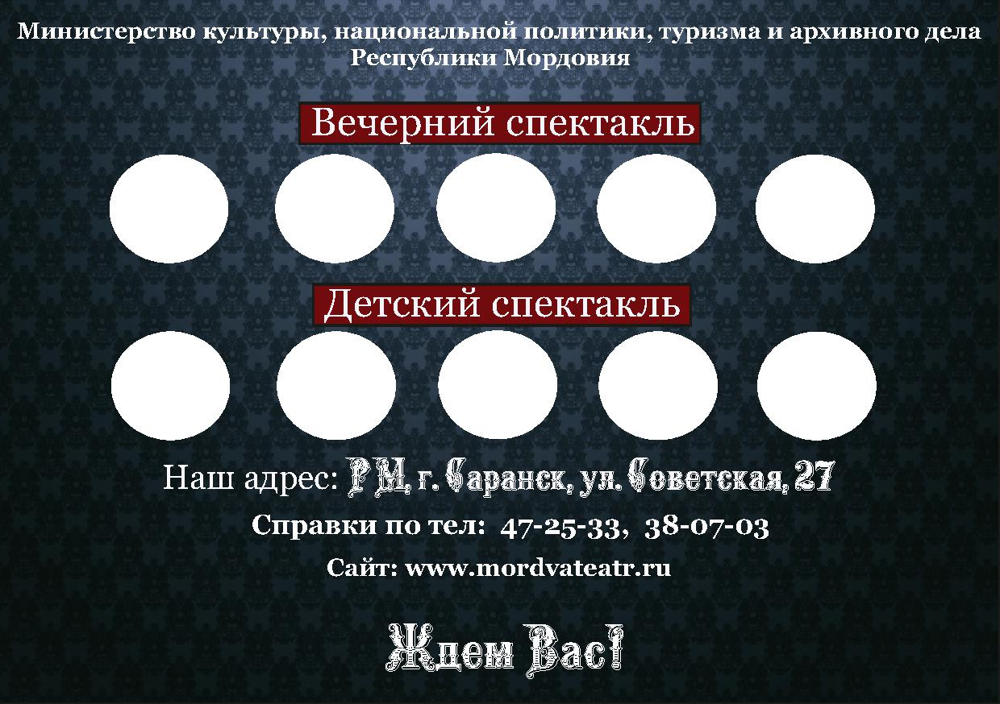 Министерство культуры, национальной политики, туризма и архивного дела
Республики Мордовия
Вечерний спектакль
Детский спектакль
Наш адрес: РМ, г. Саранск, ул. Советская, 27
Справки по тел: 47-25-33, 38-07-03
Сайт: www.mordvateatr.ru
Ждем Вас!